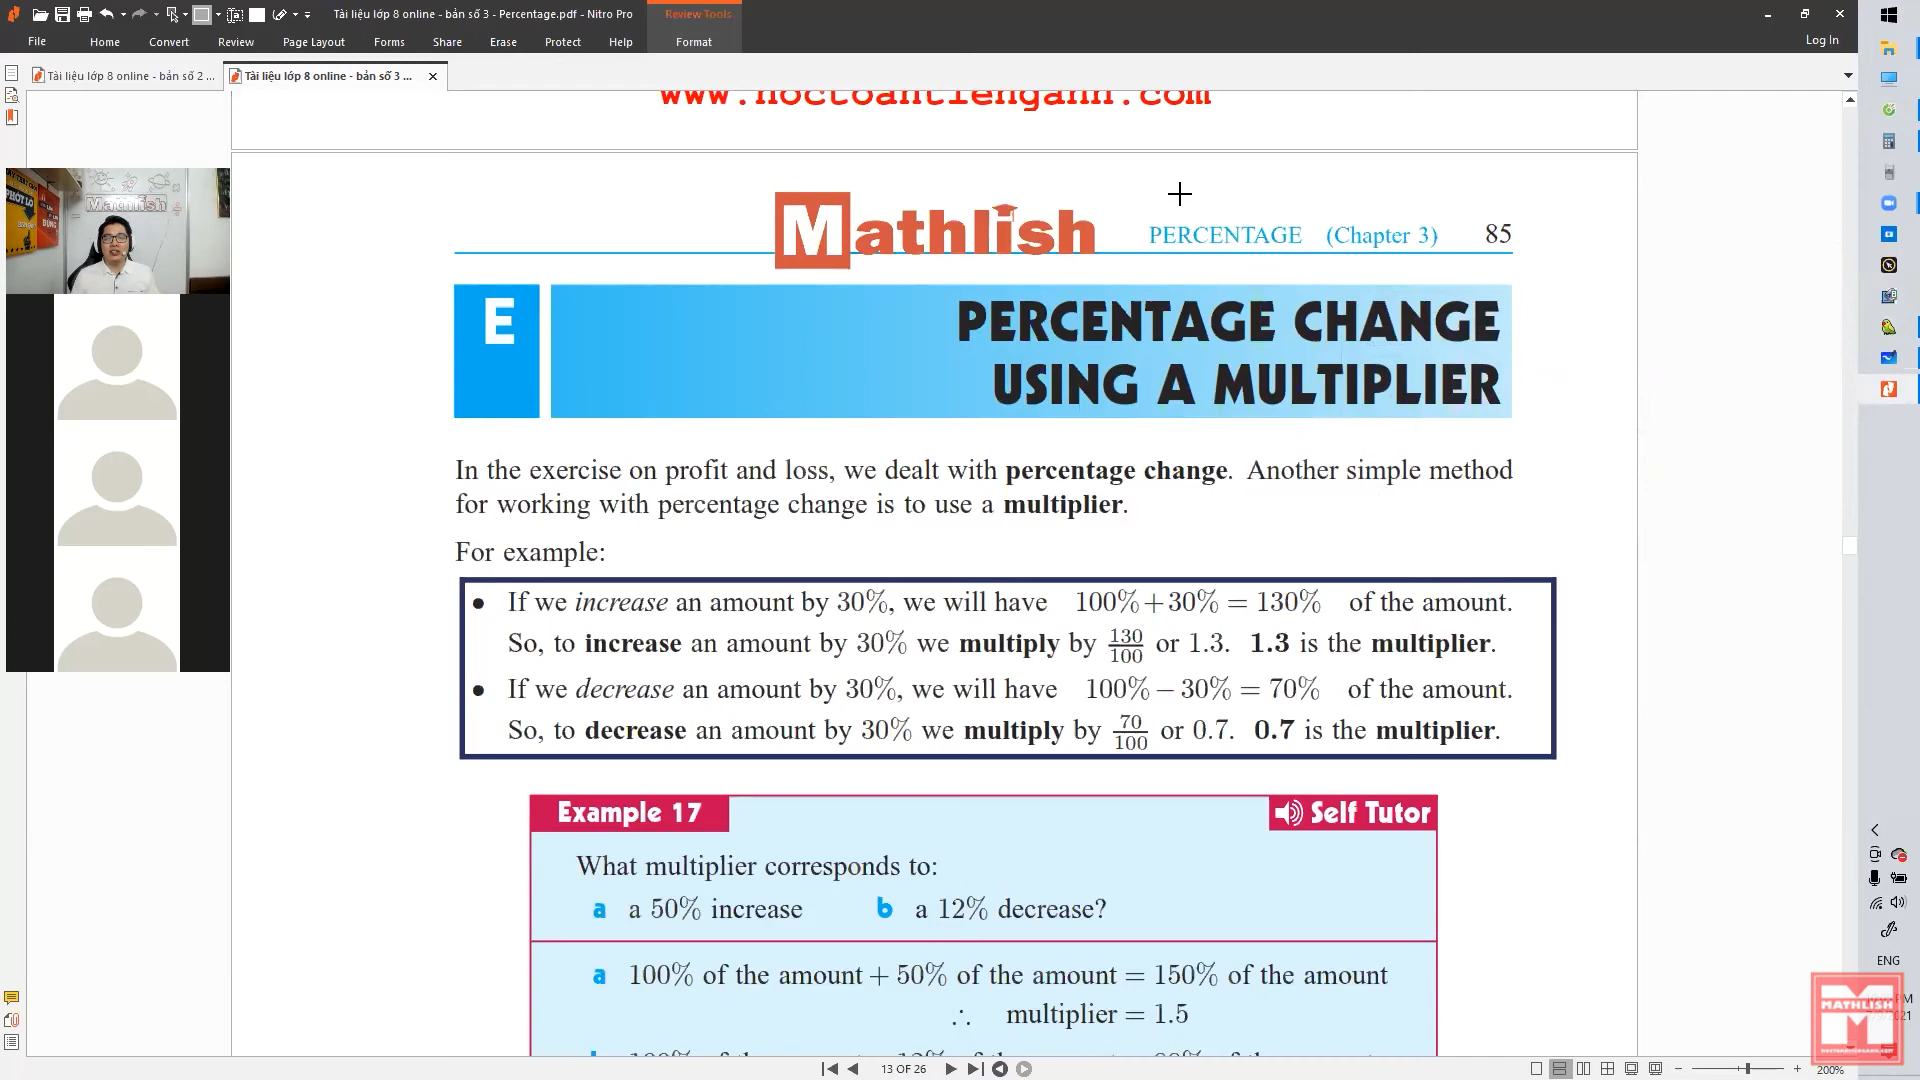 Tài liệu lớp 8 online - bản số 3 - Percentage.pdf - Nitro Pro
Review Tools
File
Home
Convert
Review
Page Layout
Forms
Share
Erase
Protect
Help
Format
Log In
Tài liệu lớp 8 online - bản số 2 ...
Tài liệu lớp 8 online - bản số 3 ...
www.hoctoantienganh.com
Mathlish
PERCENTAGE (Chapter 3) 85
E
PERCENTAGE CHANGE
USING A MULTIPLIER
In the exercise on profit and loss, we dealt with percentage change. Another simple method
for working with percentage change is to use a multiplier.
For example:
• If we increase an amount by 30%, we will have 100% + 30% = 130% of the amount.
So, to increase an amount by 30% we multiply by 130/100 or 1.3. 1.3 is the multiplier.
• If we decrease an amount by 30%, we will have 100% − 30% = 70% of the amount.
So, to decrease an amount by 30% we multiply by 70/100 or 0.7. 0.7 is the multiplier.
Example 17
Self Tutor
What multiplier corresponds to:
a a 50% increase b a 12% decrease?
a 100% of the amount + 50% of the amount = 150% of the amount
∴ multiplier = 1.5
13 OF 26
200%
ENG
MATHLISH
Mathlish